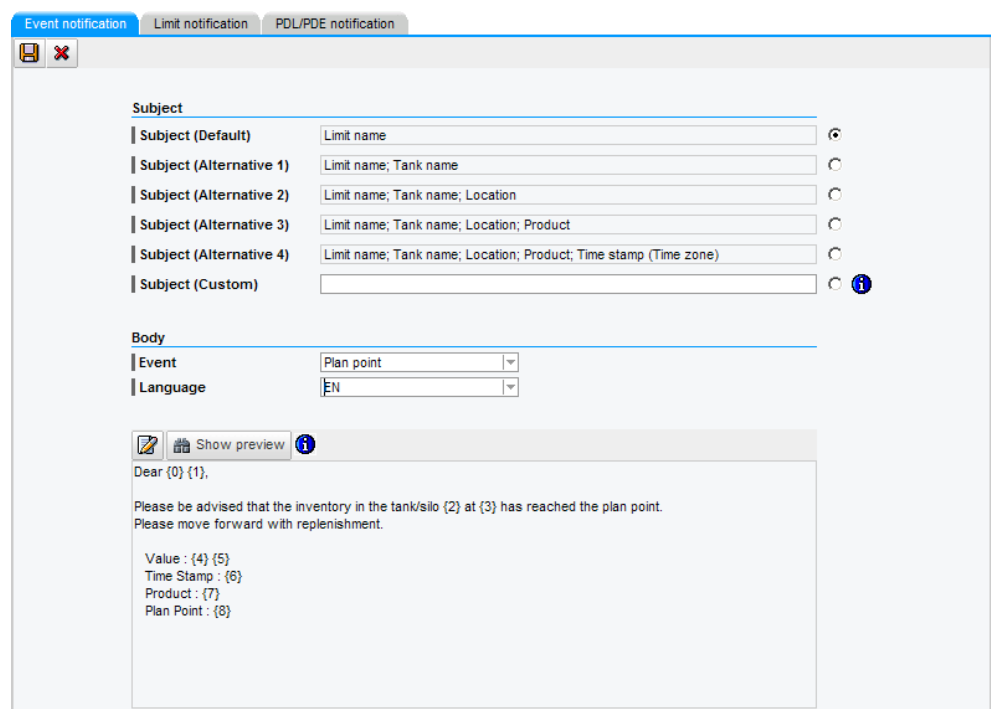 Event notification
Limit notification
PDL/PDE notification
Subject
Subject (Default)
Limit name
Subject (Alternative 1)
Limit name; Tank name
Subject (Alternative 2)
Limit name; Tank name; Location
Subject (Alternative 3)
Limit name; Tank name; Location; Product
Subject (Alternative 4)
Limit name; Tank name; Location; Product; Time stamp (Time zone)
Subject (Custom)
Body
Event
Plan point
Language
EN
Show preview
Dear {0} {1},
Please be advised that the inventory in the tank/silo {2} at {3} has reached the plan point.
Please move forward with replenishment.
Value : {4} {5}
Time Stamp : {6}
Product : {7}
Plan Point : {8}